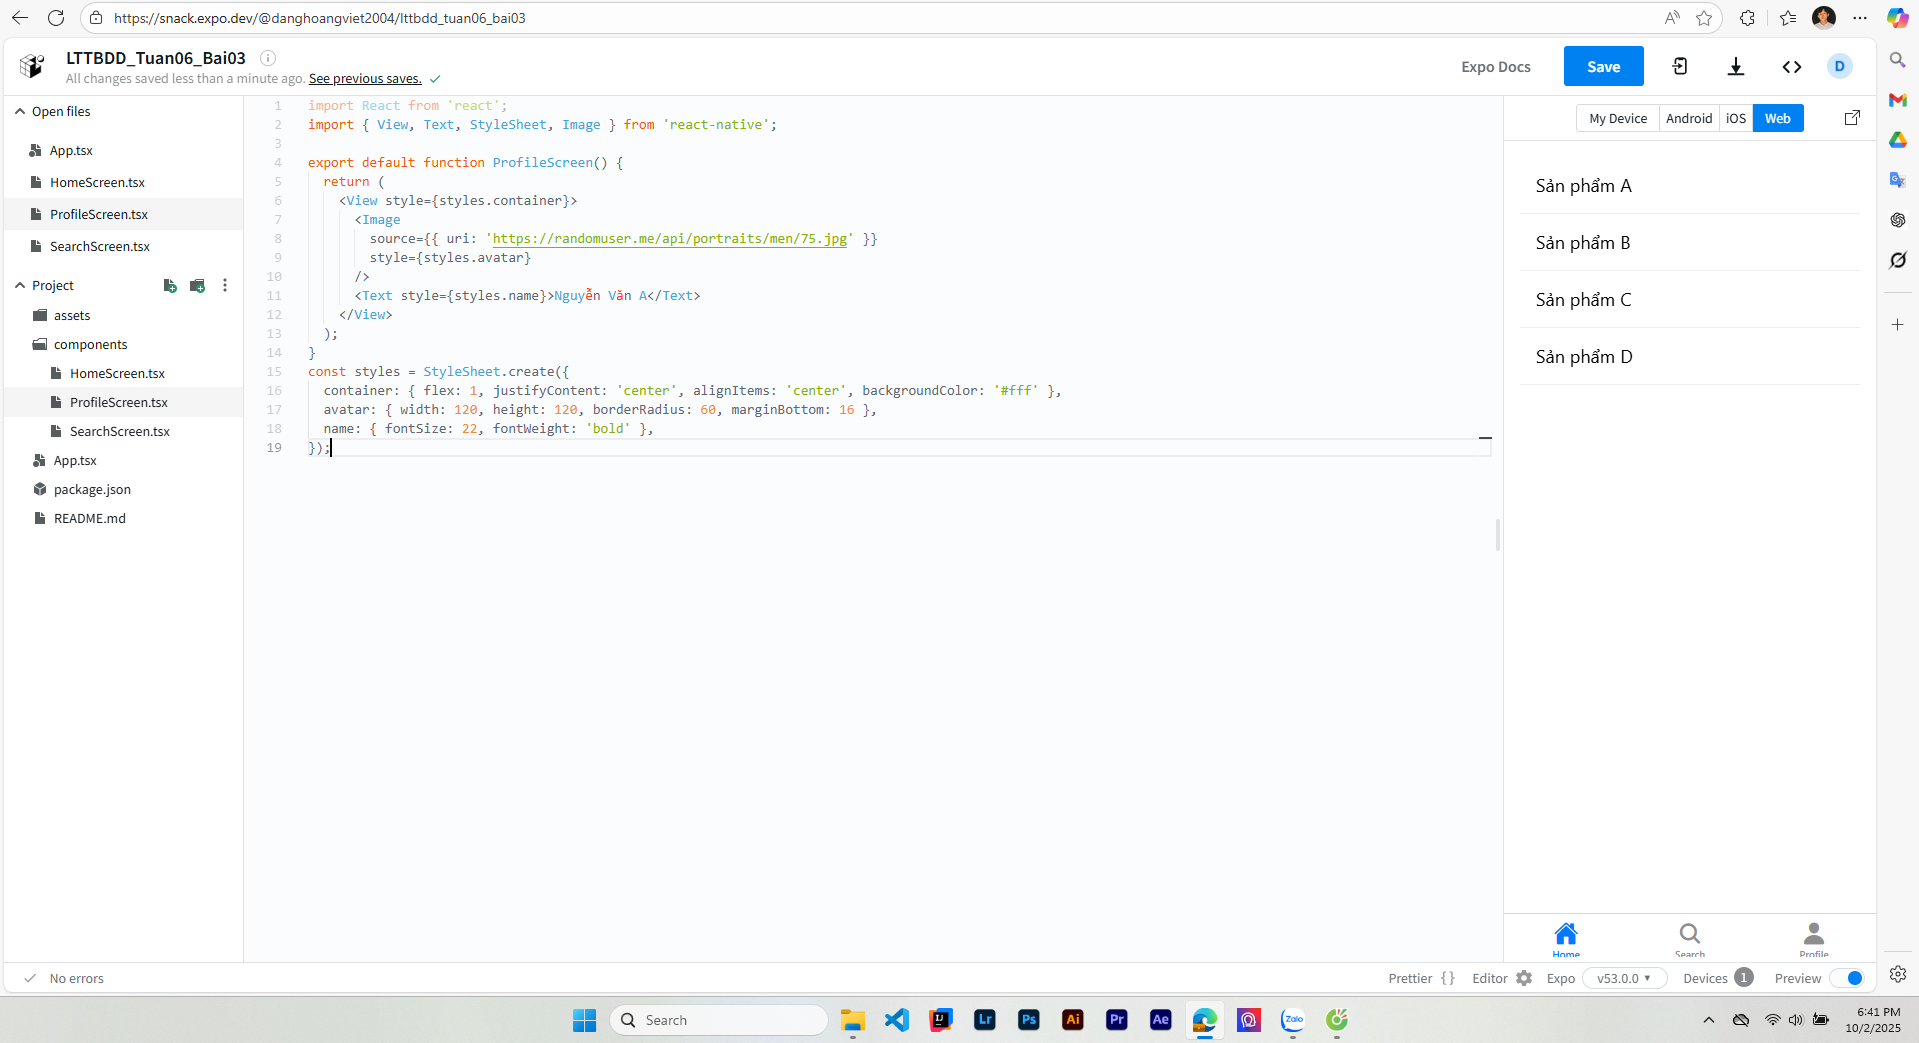 https://snack.expo.dev/@danghoangviet2004/lttbdd_tuan06_bai03
LTTBDD_Tuan06_Bai03
All changes saved less than a minute ago. See previous saves.
Expo Docs
Save
D
Open files
App.tsx
HomeScreen.tsx
ProfileScreen.tsx
SearchScreen.tsx
Project
assets
components
HomeScreen.tsx
ProfileScreen.tsx
SearchScreen.tsx
App.tsx
package.json
README.md
1 import React from 'react';
2 import { View, Text, StyleSheet, Image } from 'react-native';
3
4 export default function ProfileScreen() {
5 return (
6 <View style={styles.container}>
7 <Image
8 source={{ uri: 'https://randomuser.me/api/portraits/men/75.jpg' }}
9 style={styles.avatar}
10 />
11 <Text style={styles.name}>Nguyễn Văn A</Text>
12 </View>
13 );
14 }
15 const styles = StyleSheet.create({
16 container: { flex: 1, justifyContent: 'center', alignItems: 'center', backgroundColor: '#fff' },
17 avatar: { width: 120, height: 120, borderRadius: 60, marginBottom: 16 },
18 name: { fontSize: 22, fontWeight: 'bold' },
19 });
My Device Android iOS Web
Sản phẩm A
Sản phẩm B
Sản phẩm C
Sản phẩm D
Home Search Profile
No errors
Prettier {} Editor Expo v53.0.0 Devices 1 Preview
Search
Lr Ps Ai Pr Ae Zalo
6:41 PM
10/2/2025